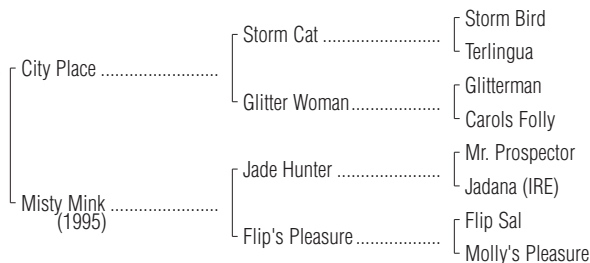 Storm Bird
Storm Cat ........................
Terlingua
City Place ........................
Glitterman
Glitter Woman..................
Carols Folly
Mr. Prospector
Jade Hunter .....................
Jadana (IRE)
Misty Mink ......................
(1995)
Flip Sal
Flip's Pleasure.................
Molly's Pleasure